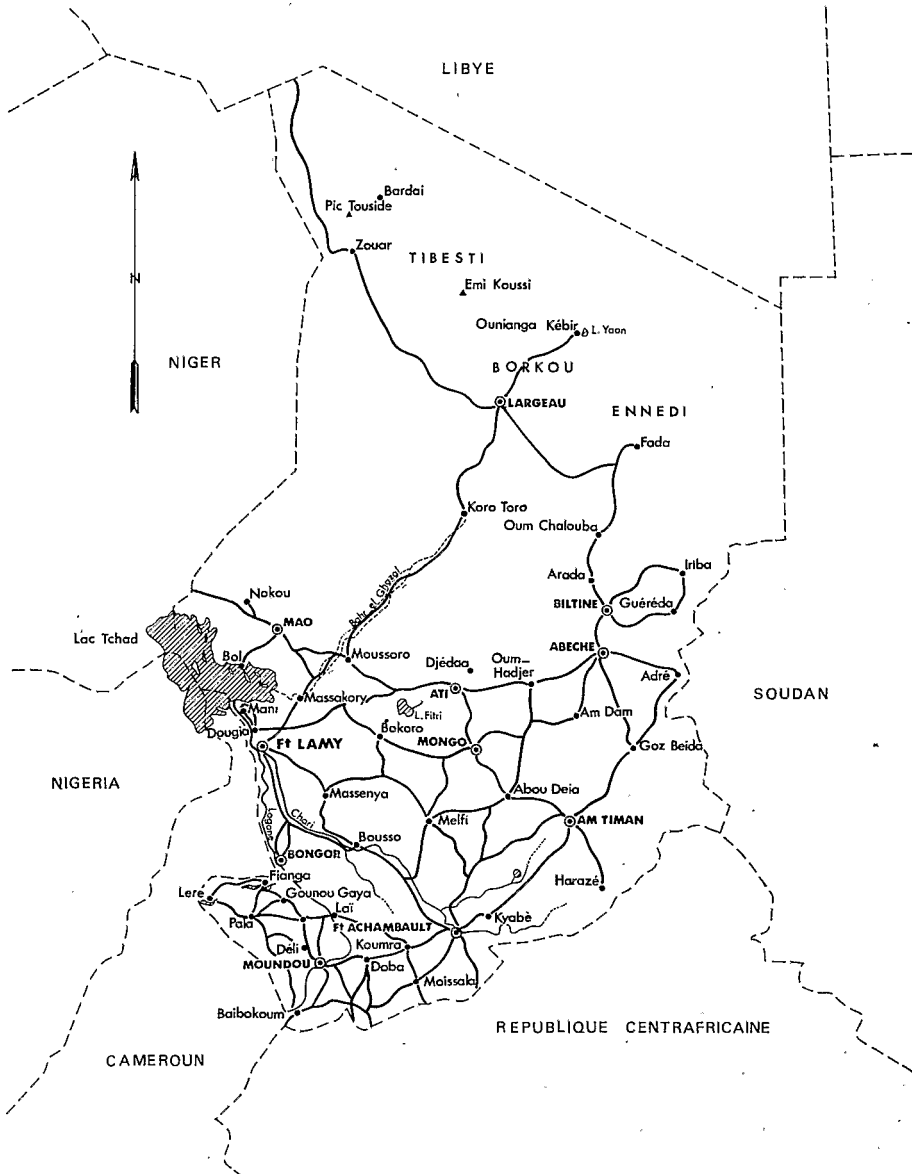 LIBYE
Bardai
Pic Touside
Zouar
TIBESTI
Emi Koussi
N
Ounianga Kébir
L. Yoan
NIGER
BORKOU
LARGEAU
ENNEDI
Fada
Koro Toro
Oum Chalouba
Bahr el Ghazal
Arada
Iriba
Nokou
BILTINE
Guéréda
MAO
Lac Tchad
ABECHE
Bol
Moussoro
Djédaa
Oum-
Hadjer
Adré
ATI
SOUDAN
Massakory
Mani
L. Fitri
Am Dam
Dougia
Bokoro
Ft LAMY
MONGO
Goz Beida
NIGERIA
Massenya
Abou Deia
Logone
Chari
Melfi
AM TIMAN
Bousso
BONGOR
Fianga
Harazé
Lere
Gounou Gaya
Pala
Laï
Ft ACHAMBAULT
Kyabè
Déli
Koumra
MOUNDOU
Doba
Moissala
Baibokoum
REPUBLIQUE CENTRAFRICAINE
CAMEROUN